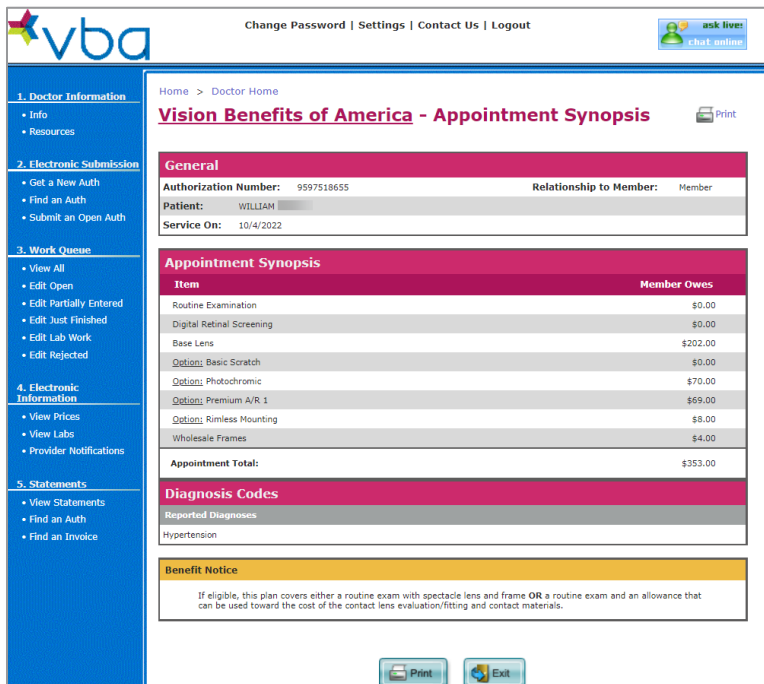 vba
Change Password | Settings | Contact Us | Logout
ask live!
chat online
1. Doctor Information
• Info
• Resources
2. Electronic Submission
• Get a New Auth
• Find an Auth
• Submit an Open Auth
3. Work Queue
• View All
• Edit Open
• Edit Partially Entered
• Edit Just Finished
• Edit Lab Work
• Edit Rejected
4. Electronic
Information
• View Prices
• View Labs
• Provider Notifications
5. Statements
• View Statements
• Find an Auth
• Find an Invoice
Home > Doctor Home
Vision Benefits of America - Appointment Synopsis
Print
General
Authorization Number: 9597518655 Relationship to Member: Member
Patient: WILLIAM
Service On: 10/4/2022
Appointment Synopsis
Item Member Owes
Routine Examination $0.00
Digital Retinal Screening $0.00
Base Lens $202.00
Option: Basic Scratch $0.00
Option: Photochromic $70.00
Option: Premium A/R 1 $69.00
Option: Rimless Mounting $8.00
Wholesale Frames $4.00
Appointment Total: $353.00
Diagnosis Codes
Reported Diagnoses
Hypertension
Benefit Notice
If eligible, this plan covers either a routine exam with spectacle lens and frame OR a routine exam and an allowance that
can be used toward the cost of the contact lens evaluation/fitting and contact materials.
Print
Exit